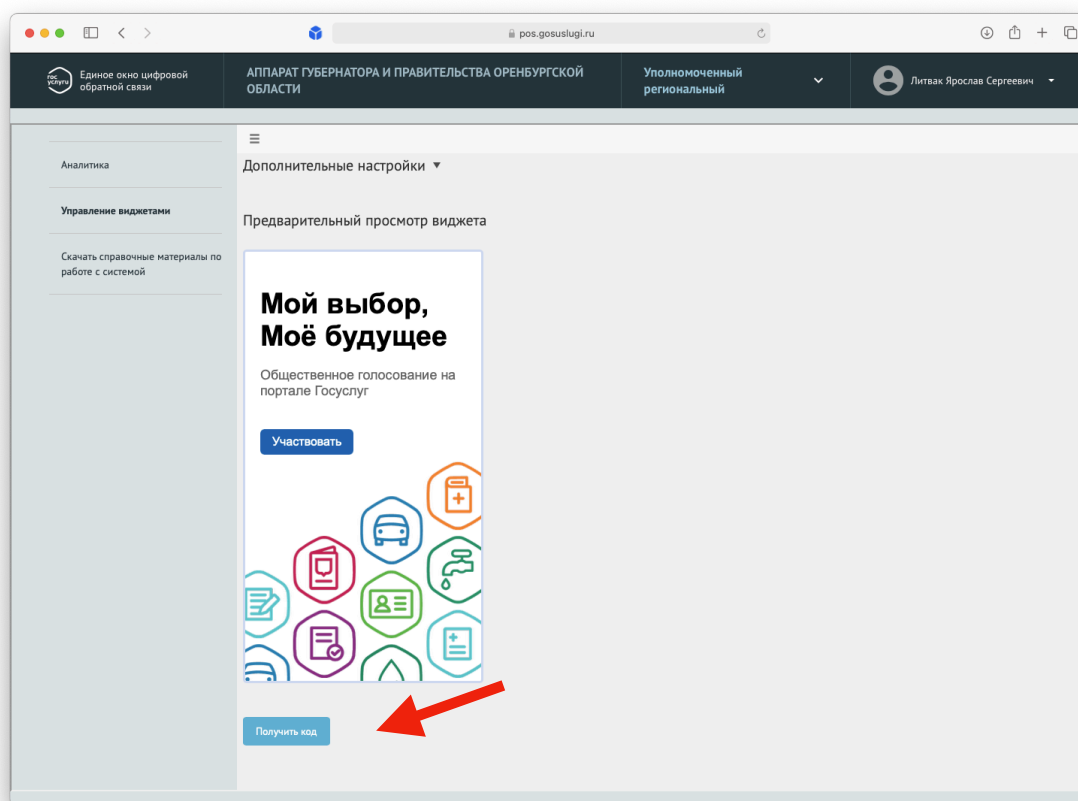 pos.gosuslugi.ru
гос
услуги
Единое окно цифровой
обратной связи
АППАРАТ ГУБЕРНАТОРА И ПРАВИТЕЛЬСТВА ОРЕНБУРГСКОЙ
ОБЛАСТИ
Уполномоченный
региональный
Литвак Ярослав Сергеевич
Аналитика
Управление виджетами
Скачать справочные материалы по
работе с системой
Дополнительные настройки
Предварительный просмотр виджета
Мой выбор,
Моё будущее
Общественное голосование на
портале Госуслуг
Участвовать
Получить код